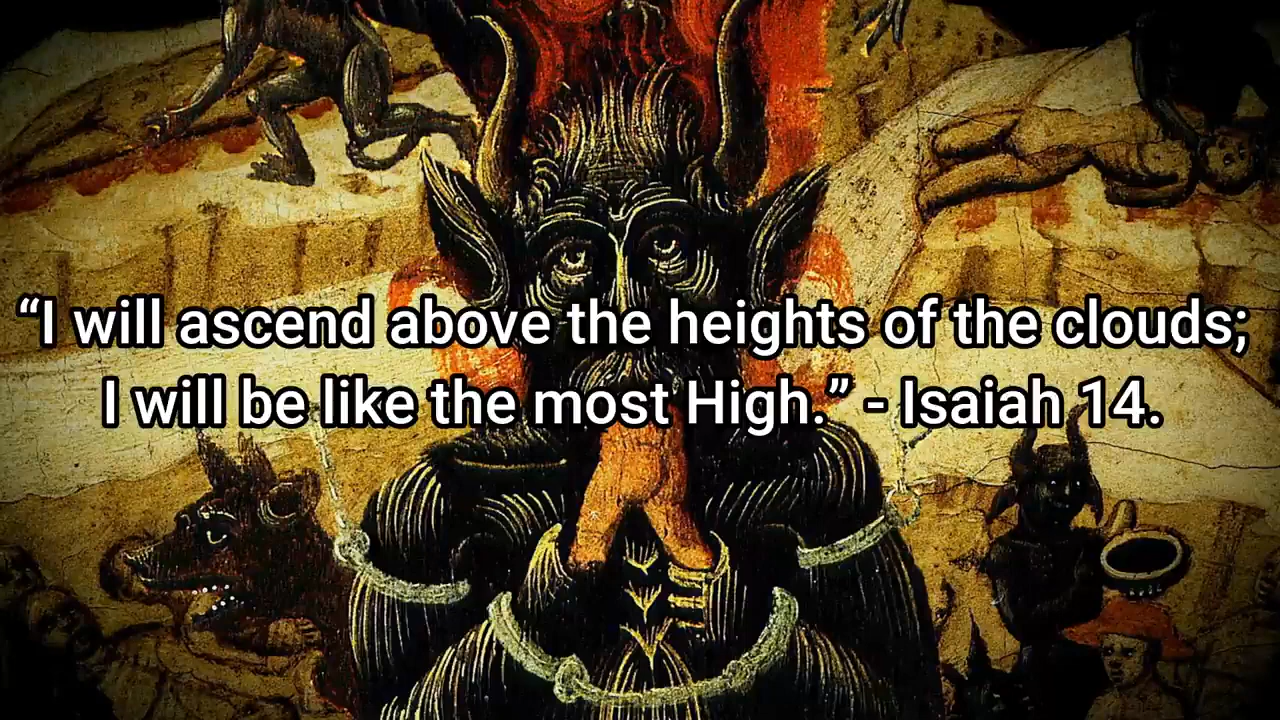 “I will ascend above the heights of the clouds;
I will be like the most High.” - Isaiah 14.